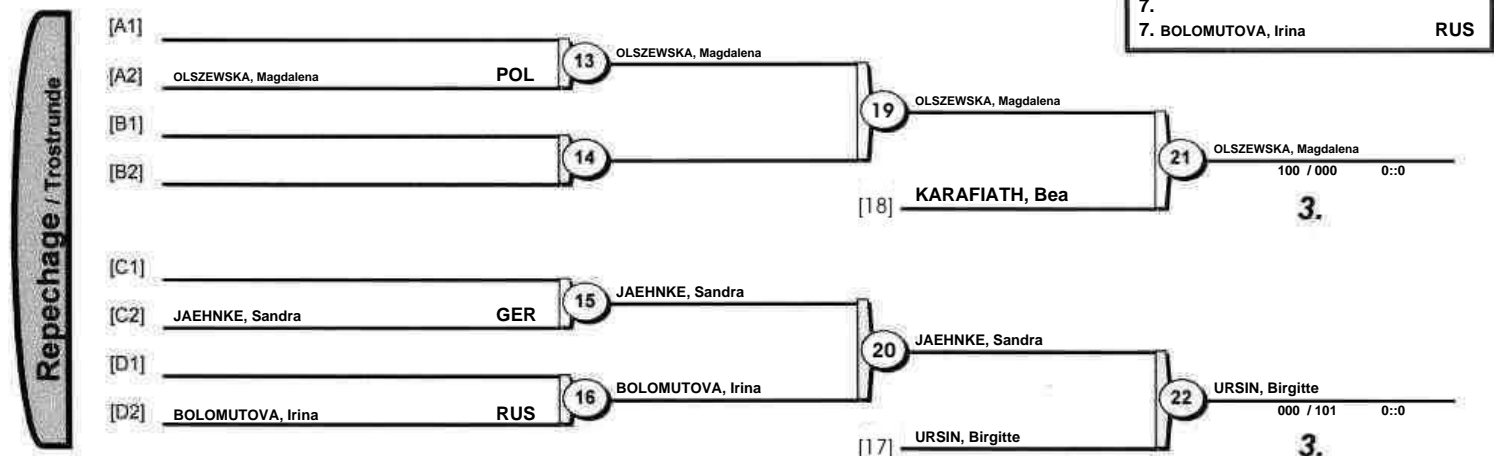 7.
7. BOLOMUTOVA, Irina RUS
Repechage / Trostrunde
[A1]
[A2] OLSZEWSKA, Magdalena POL
13 OLSZEWSKA, Magdalena
[B1]
[B2]
14
19 OLSZEWSKA, Magdalena
[18] KARAFIATH, Bea
21 OLSZEWSKA, Magdalena
100 / 000 0::0
3.
[C1]
[C2] JAEHNKE, Sandra GER
15 JAEHNKE, Sandra
[D1]
[D2] BOLOMUTOVA, Irina RUS
16 BOLOMUTOVA, Irina
20 JAEHNKE, Sandra
[17] URSIN, Birgitte
22 URSIN, Birgitte
000 / 101 0::0
3.